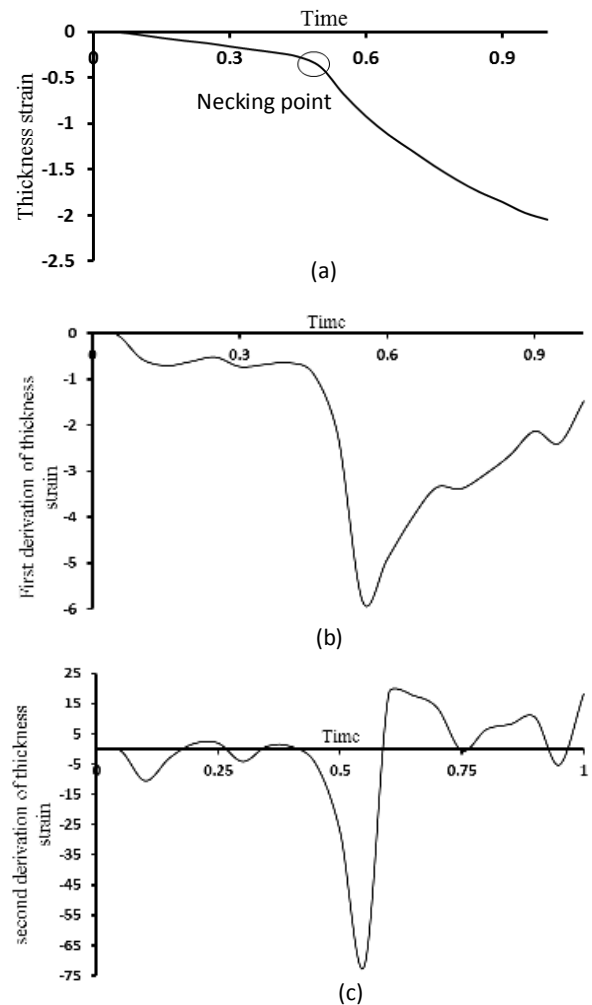 Time
0
0 0.3 0.6 0.9
-0.5
Necking point
-1
-1.5
-2
-2.5
Thickness strain
(a)
0
Time
0 0.3 0.6 0.9
-1
-2
-3
-4
-5
-6
First derivation of thickness
strain
(b)
25
15
5
Time
-5
0 0.25 0.5 0.75 1
-15
-25
-35
-45
-55
-65
-75
second derivation of thickness
strain
(c)